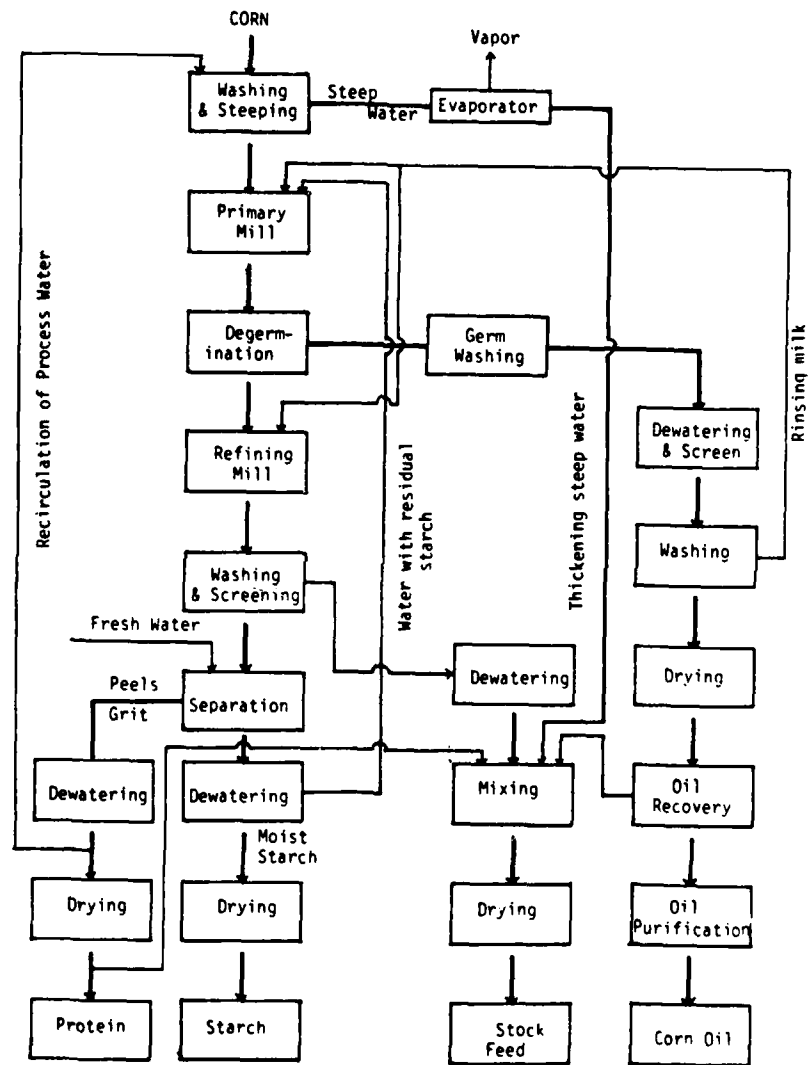 CORN
Vapor
Washing
& Steeping
Steep
Water
Evaporator
Primary
Mill
Degerm-
ination
Germ
Washing
Refining
Mill
Dewatering
& Screen
Washing
& Screening
Washing
Recirculation of Process Water
Water with residual
starch
Thickening steep water
Rinsing milk
Fresh Water
Peels
Grit
Separation
Dewatering
Drying
Dewatering
Dewatering
Mixing
Oil
Recovery
Moist
Starch
Drying
Drying
Drying
Oil
Purification
Protein
Starch
Stock
Feed
Corn Oil